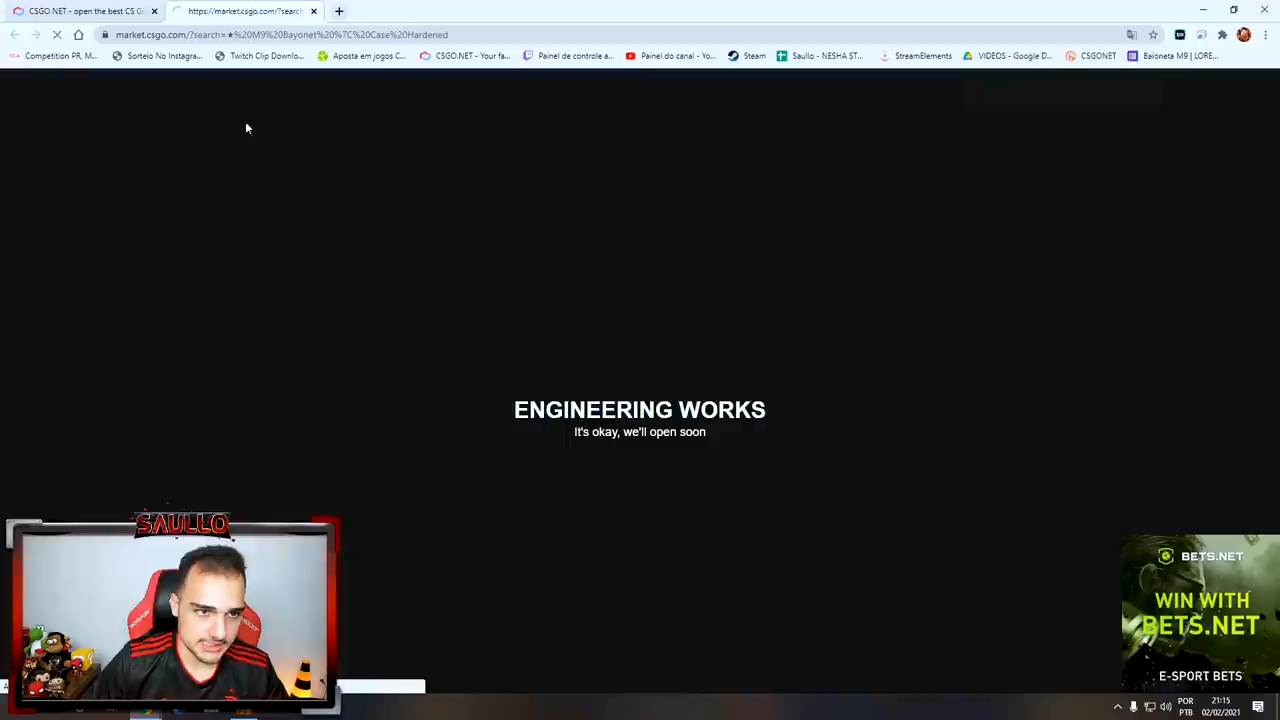 CSGO.NET - open the best CS G
https://market.csgo.com/?search
market.csgo.com/?search=★%20M9%20Bayonet%20%7C%20Case%20Hardened
Competition PR, M...
Sorteio No Instagra...
Twitch Clip Downlo...
Aposta em jogos C...
CSGO.NET - Your fa...
Painel de controle a...
Painel do canal - Yo...
Steam
Saullo - NESHA ST...
StreamElements
VIDEOS - Google D...
CSGONET
Baioneta M9 | LORE...
ENGINEERING WORKS
It's okay, we'll open soon
SAULLO
BETS.NET
WIN WITH
BETS.NET
E-SPORT BETS
POR
PTB
21:15
02/02/2021